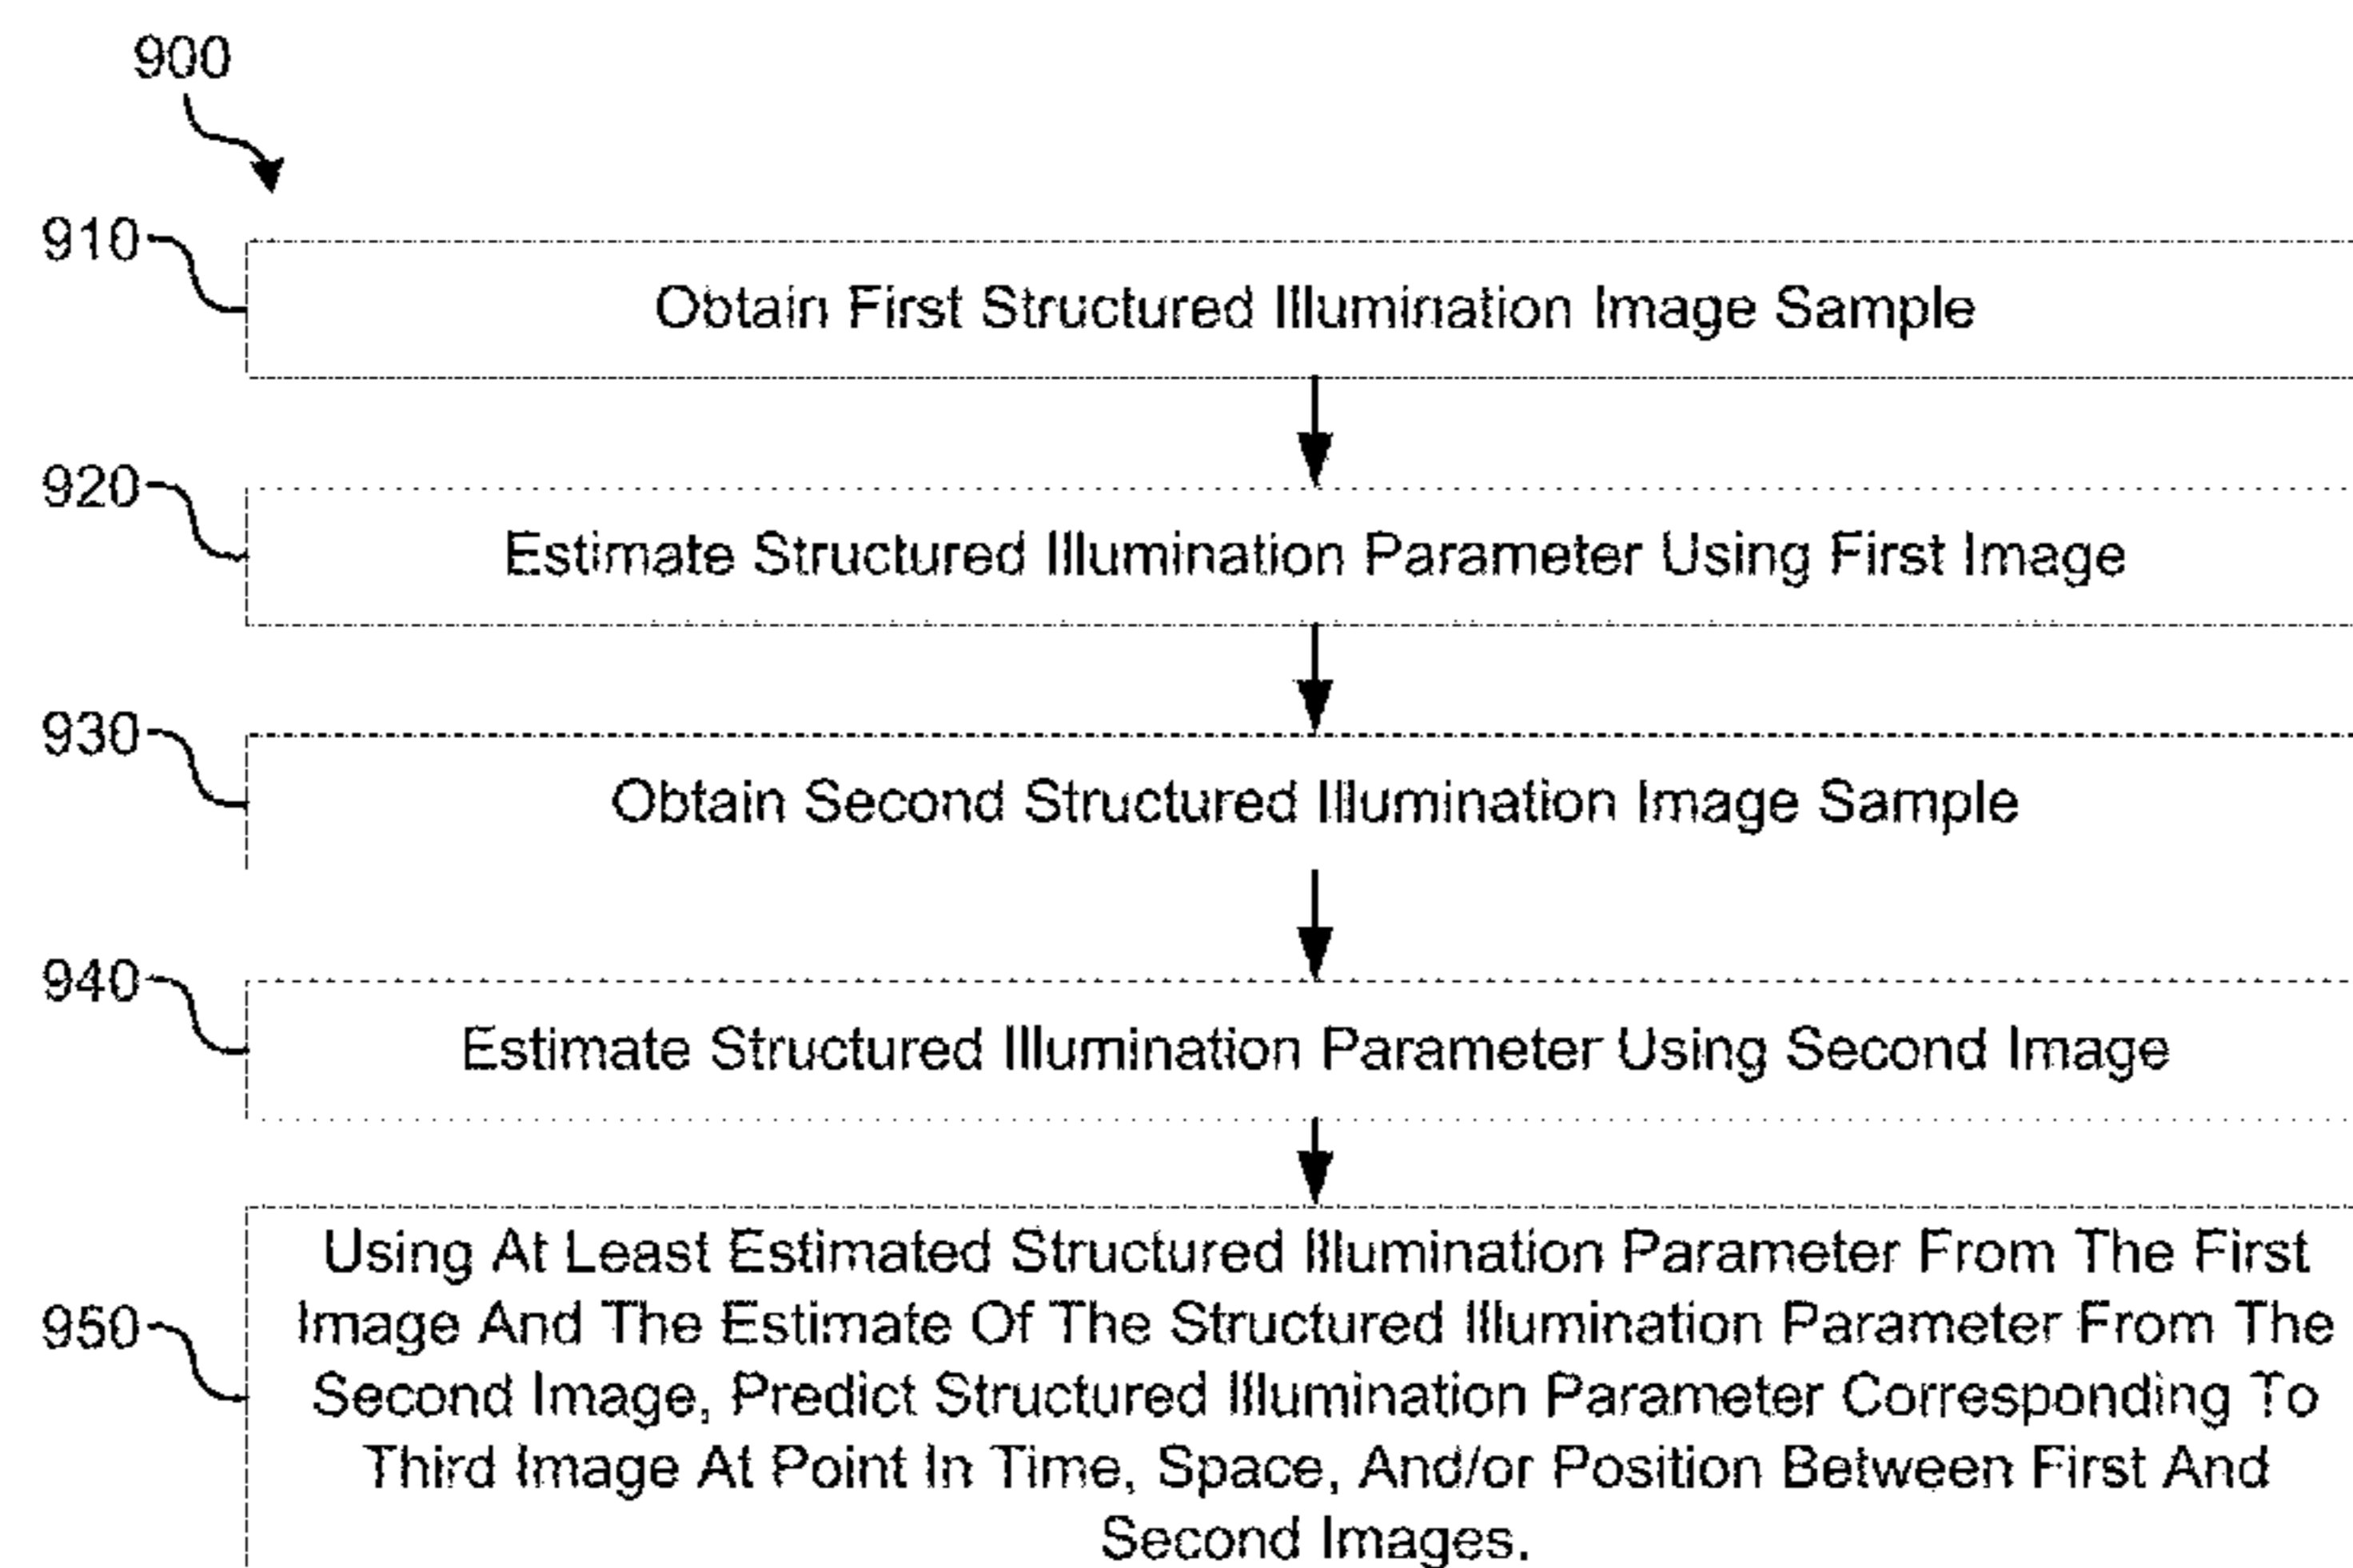 900
910
Obtain First Structured Illumination Image Sample
920
Estimate Structured Illumination Parameter Using First Image
930
Obtain Second Structured Illumination Image Sample
940
Estimate Structured Illumination Parameter Using Second Image
950
Using At Least Estimated Structured Illumination Parameter From The First
Image And The Estimate Of The Structured Illumination Parameter From The
Second Image, Predict Structured Illumination Parameter Corresponding To
Third Image At Point In Time, Space, And/or Position Between First And
Second Images.